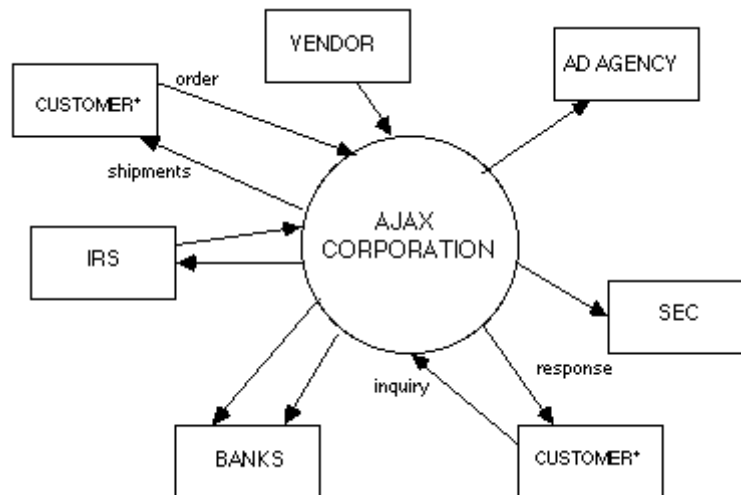 VENDOR
AD AGENCY
order
CUSTOMER*
shipments
AJAX
CORPORATION
IRS
SEC
response
inquiry
BANKS
CUSTOMER*